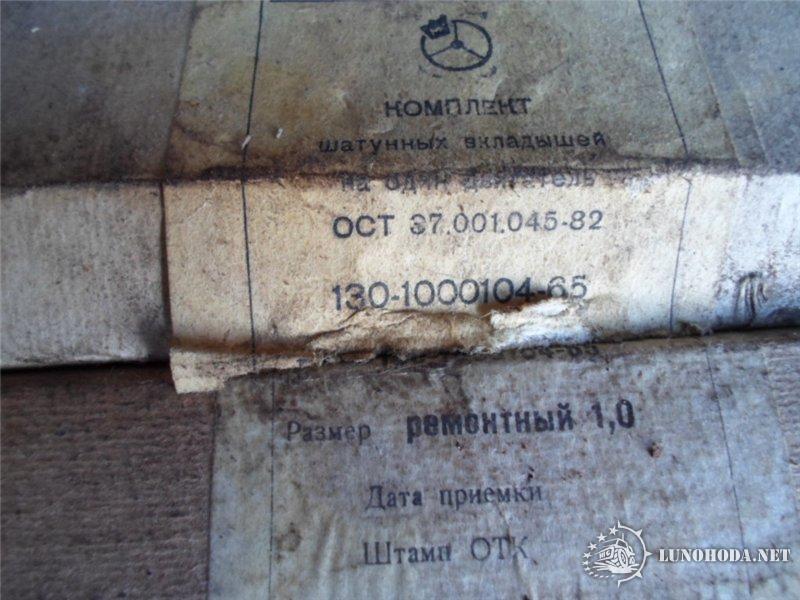 КОМПЛЕКТ
шатунных вкладышей
на один двигатель
ОСТ 37.001.045-82
130-1000104-65
Размер ремонтный 1,0
Дата приемки
Штамп ОТК
LUNOHODA.NET